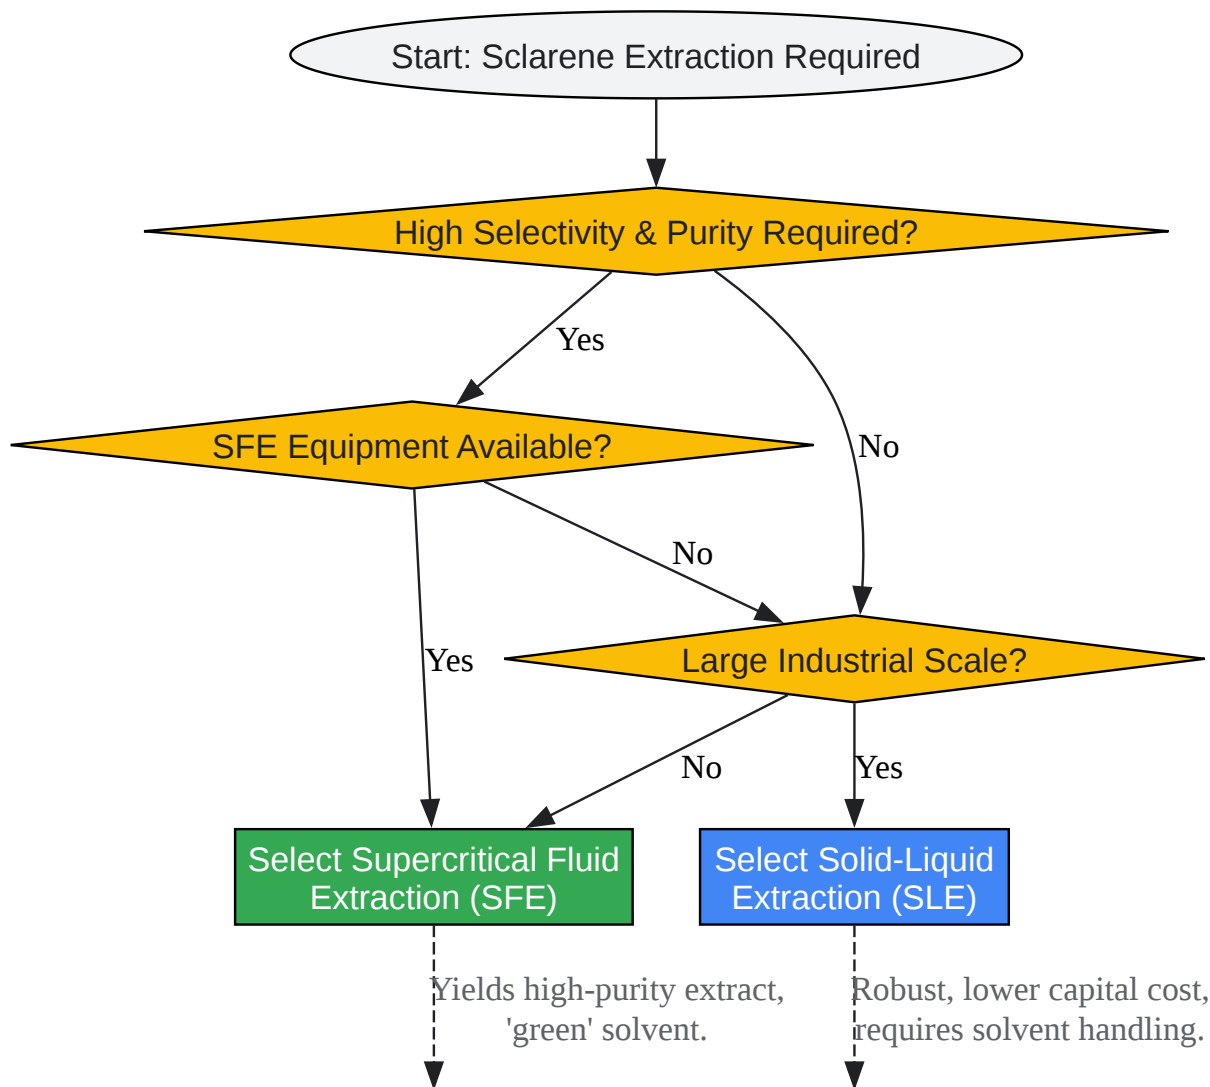 Start: Sclarene Extraction Required
High Selectivity & Purity Required?
Yes
No
SFE Equipment Available?
No
Yes
Large Industrial Scale?
No
Yes
Select Supercritical Fluid
Extraction (SFE)
Select Solid-Liquid
Extraction (SLE)
Yields high-purity extract,
'green' solvent.
Robust, lower capital cost,
requires solvent handling.